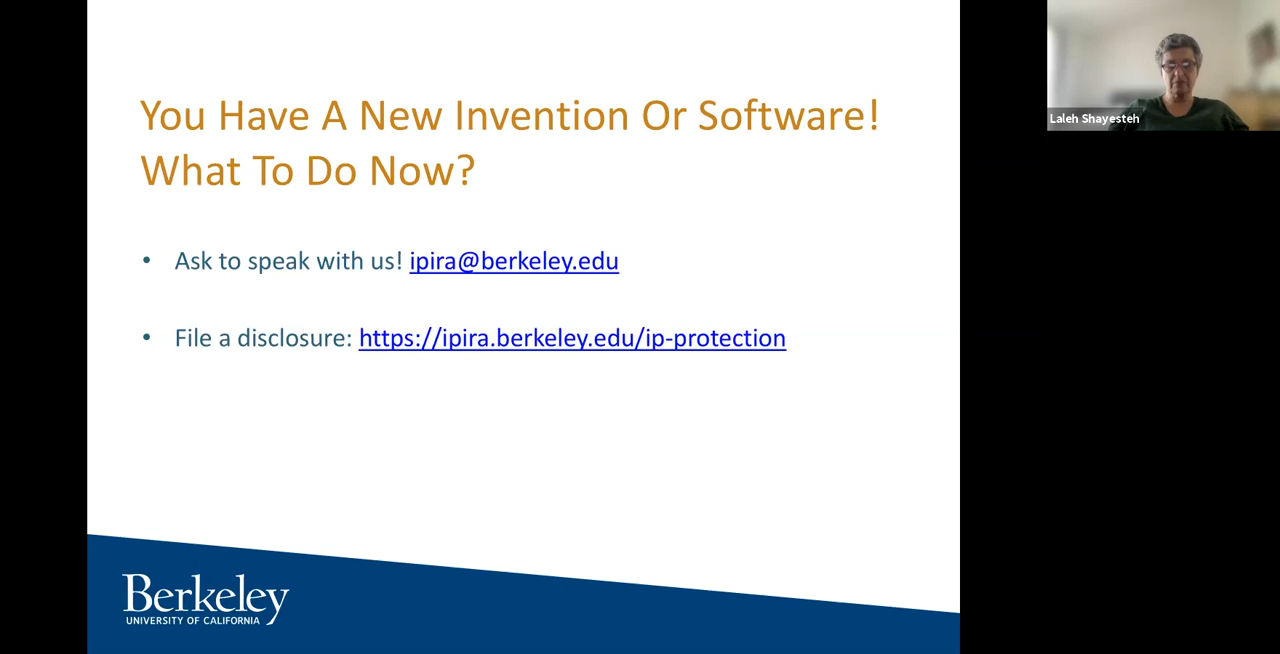 You Have A New Invention Or Software!
What To Do Now?
• Ask to speak with us! ipira@berkeley.edu
• File a disclosure: https://ipira.berkeley.edu/ip-protection
Berkeley
UNIVERSITY OF CALIFORNIA
Laleh Shayesteh